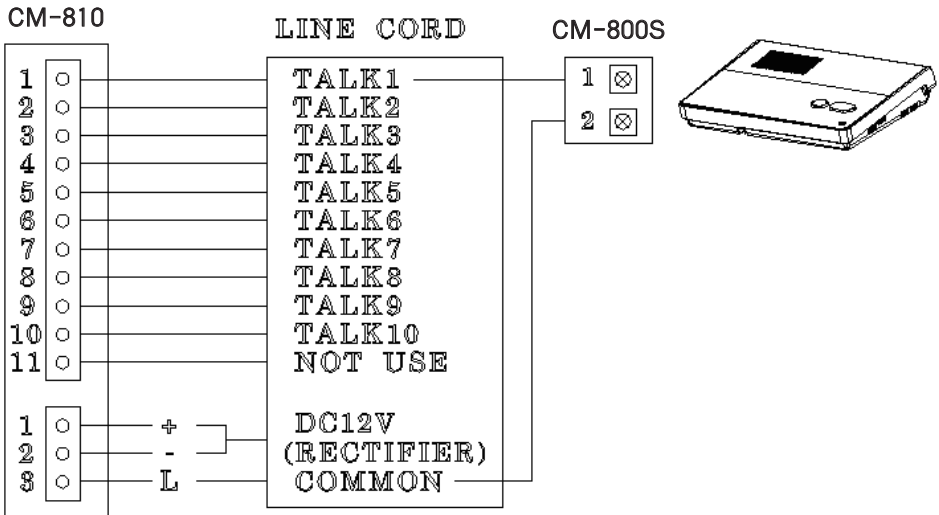 CM-810
LINE CORD
CM-800S
1 TALK1 1
2 TALK2
2
3 TALK3
4 TALK4
5 TALK5
6 TALK6
7 TALK7
8 TALK8
9 TALK9
10 TALK10
11 NOT USE
1 + DC12V
2 - (RECTIFIER)
3 L COMMON